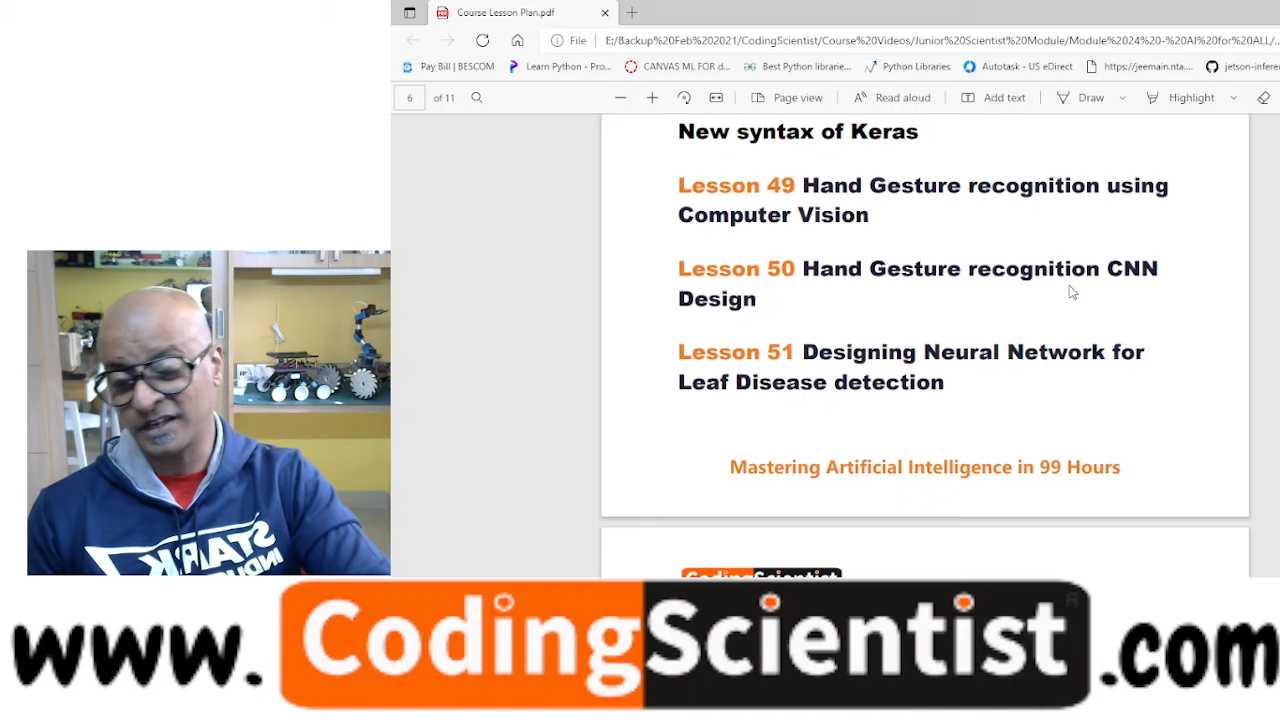 Course Lesson Plan.pdf
File E:/Backup%20Feb%202021/CodingScientist/Course%20Videos/Junior%20Scientist%20Module/Module%2024%20-%20AI%20for%20ALL/...
Pay Bill | BESCOM Learn Python - Pro... CANVAS ML FOR d... Best Python librarie... Python Libraries Autotask - US eDirect https://jeemain.nta.... jetson-infere
6 of 11 Page view Read aloud Add text Draw Highlight
New syntax of Keras
Lesson 49 Hand Gesture recognition using
Computer Vision
Lesson 50 Hand Gesture recognition CNN
Design
Lesson 51 Designing Neural Network for
Leaf Disease detection
Mastering Artificial Intelligence in 99 Hours
CodingScientist
STARK
www.CodingScientist.com